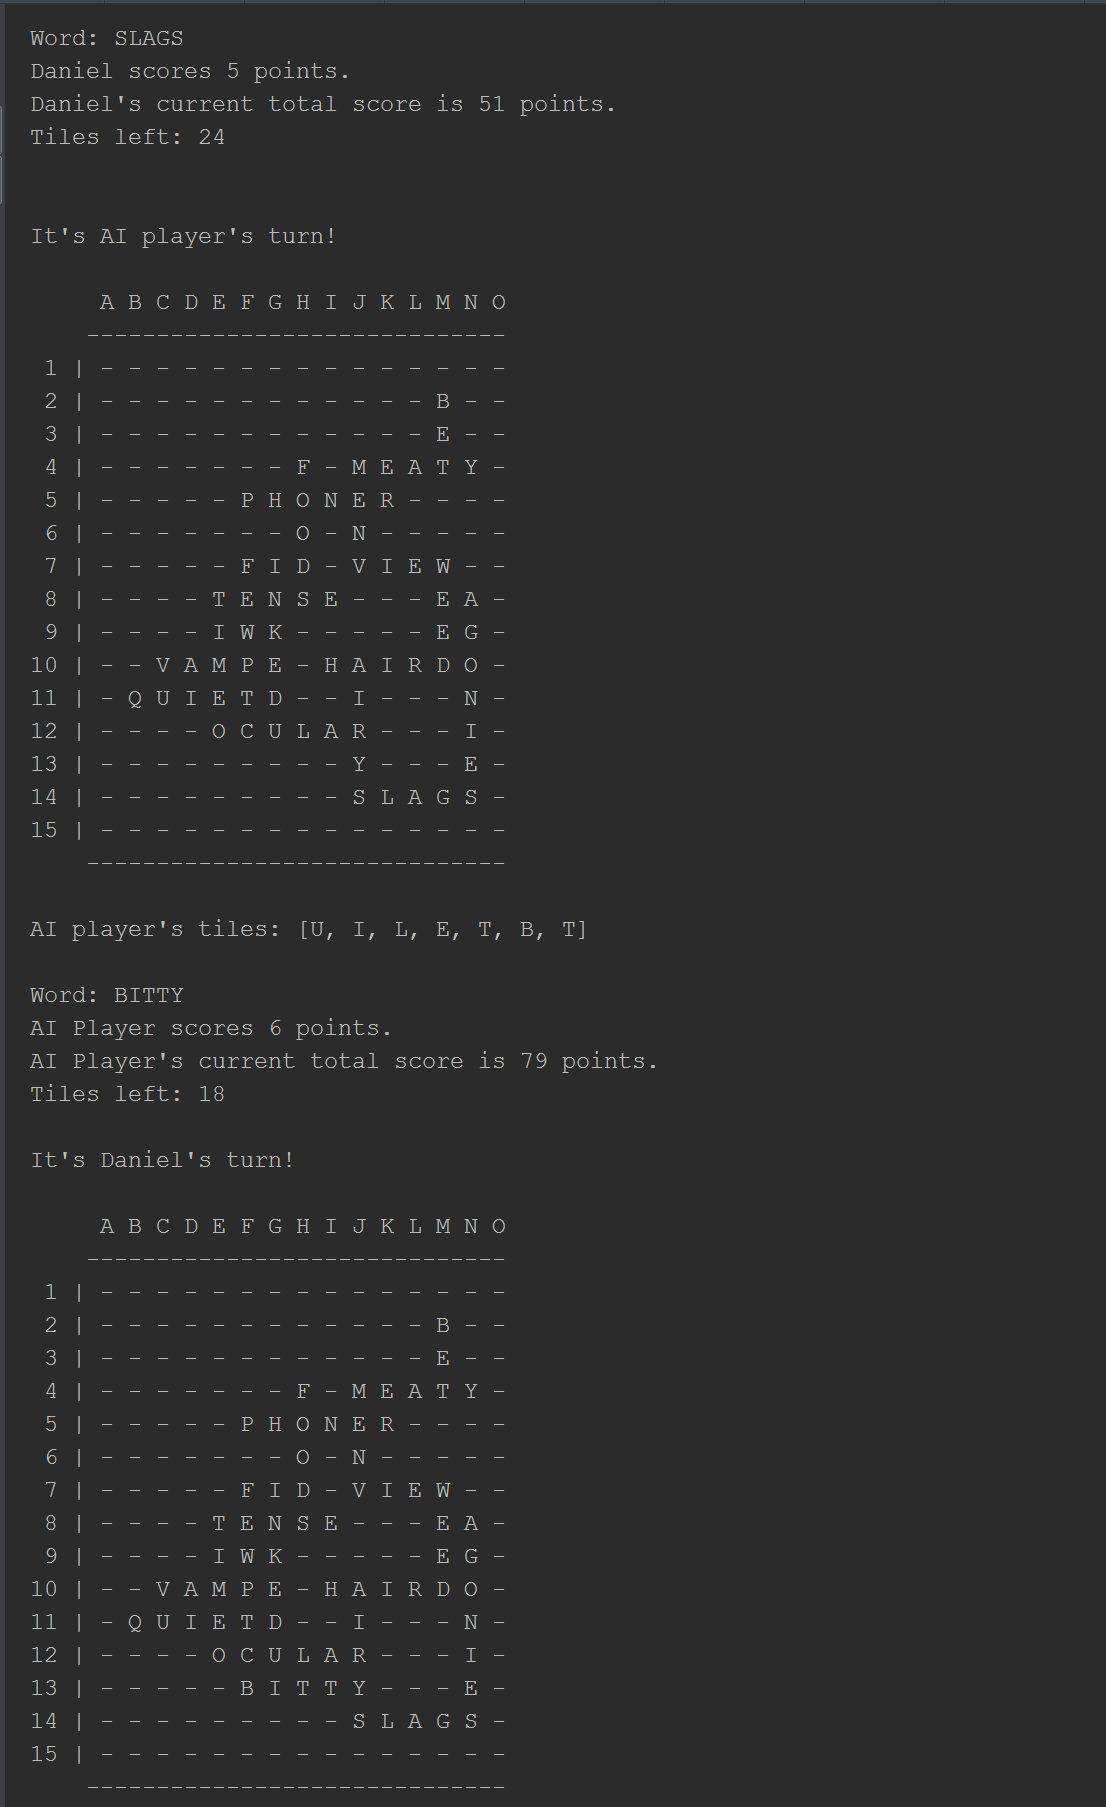 Word: SLAGS
Daniel scores 5 points.
Daniel's current total score is 51 points.
Tiles left: 24
It's AI player's turn!
A B C D E F G H I J K L M N O
-----------------------------
1 | - - - - - - - - - - - - - - -
2 | - - - - - - - - - - - - B - -
3 | - - - - - - - - - - - - E - -
4 | - - - - - - - F - M E A T Y -
5 | - - - - - P H O N E R - - - -
6 | - - - - - - - O - N - - - - -
7 | - - - - - F I D - V I E W - -
8 | - - - - T E N S E - - - E A -
9 | - - - - I W K - - - - - E G -
10 | - - V A M P E - H A I R D O -
11 | - Q U I E T D - - I - - - N -
12 | - - - - O C U L A R - - - I -
13 | - - - - - - - - - Y - - - E -
14 | - - - - - - - - - S L A G S -
15 | - - - - - - - - - - - - - - -
-----------------------------
AI player's tiles: [U, I, L, E, T, B, T]
Word: BITTY
AI Player scores 6 points.
AI Player's current total score is 79 points.
Tiles left: 18
It's Daniel's turn!
A B C D E F G H I J K L M N O
-----------------------------
1 | - - - - - - - - - - - - - - -
2 | - - - - - - - - - - - - B - -
3 | - - - - - - - - - - - - E - -
4 | - - - - - - - F - M E A T Y -
5 | - - - - - P H O N E R - - - -
6 | - - - - - - - O - N - - - - -
7 | - - - - - F I D - V I E W - -
8 | - - - - T E N S E - - - E A -
9 | - - - - I W K - - - - - E G -
10 | - - V A M P E - H A I R D O -
11 | - Q U I E T D - - I - - - N -
12 | - - - - O C U L A R - - - I -
13 | - - - - - B I T T Y - - - E -
14 | - - - - - - - - - S L A G S -
15 | - - - - - - - - - - - - - - -
-----------------------------